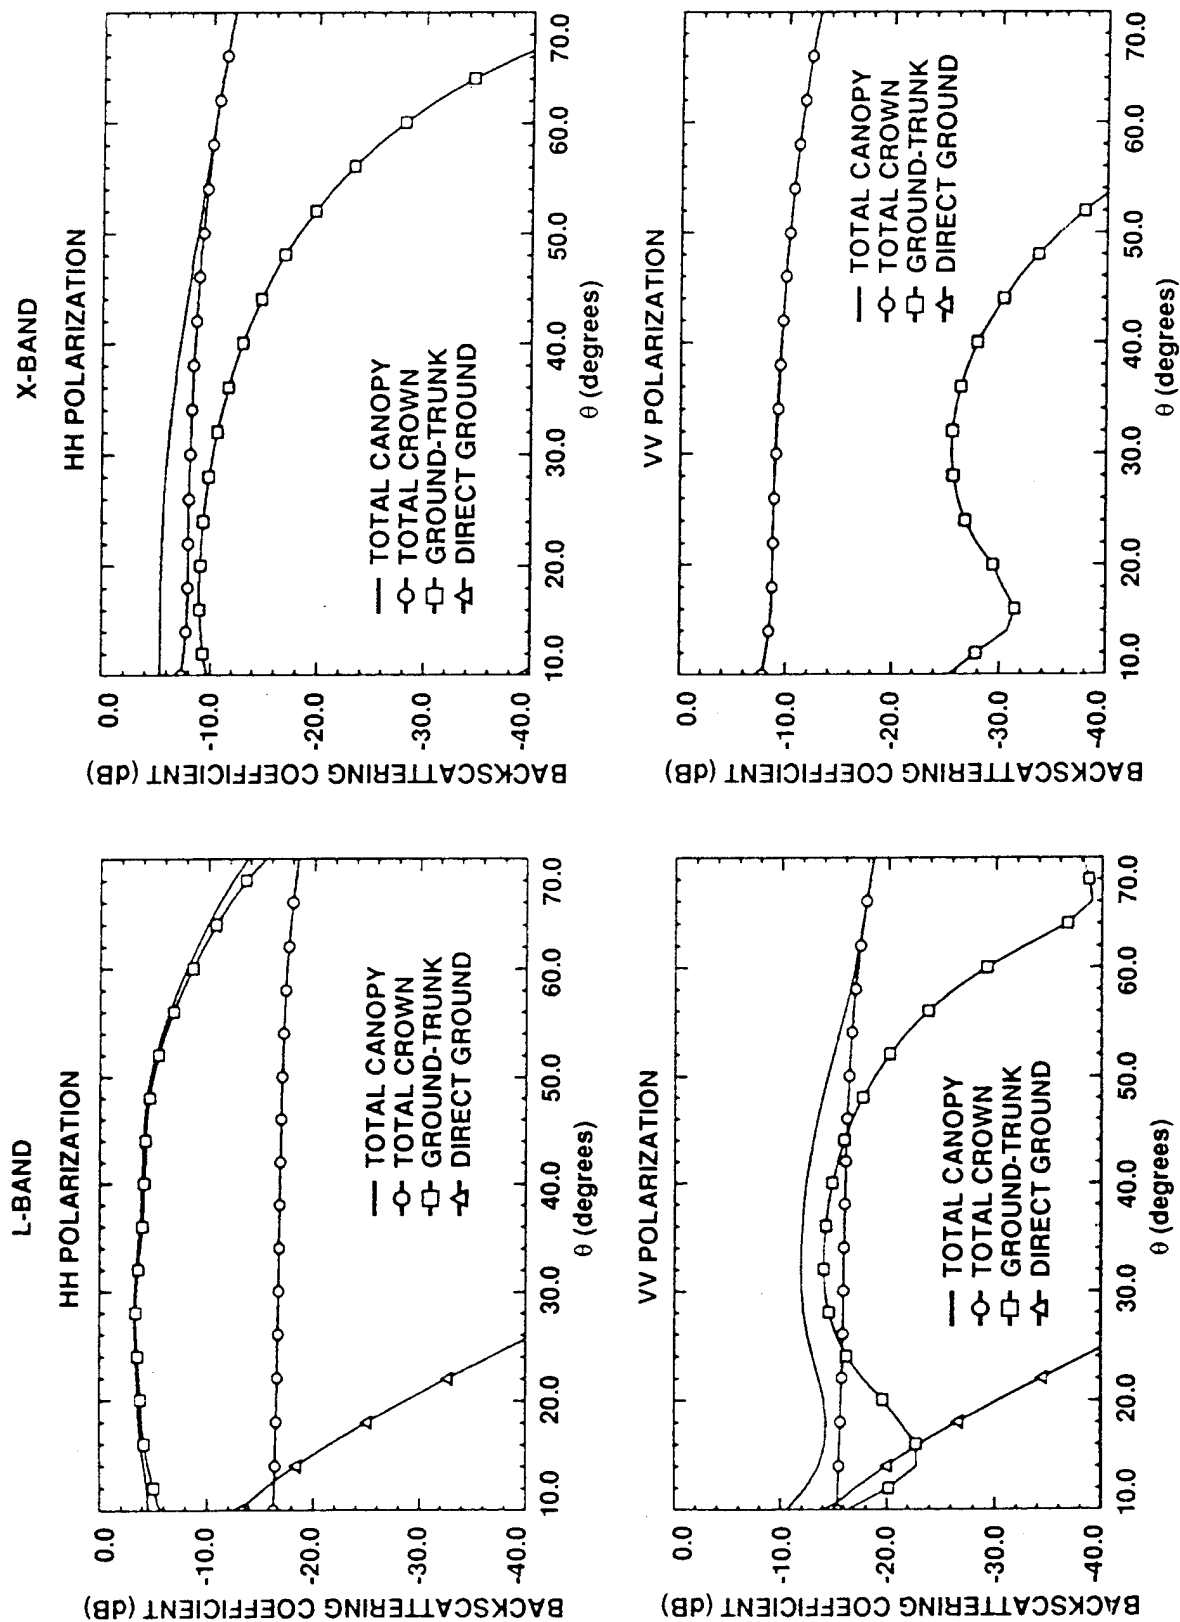 L-BAND
HH POLARIZATION
BACKSCATTERING COEFFICIENT (dB)
0.0
-10.0
-20.0
-30.0
-40.0
TOTAL CANOPY
TOTAL CROWN
GROUND-TRUNK
DIRECT GROUND
10.0 20.0 30.0 40.0 50.0 60.0 70.0
θ (degrees)
X-BAND
HH POLARIZATION
BACKSCATTERING COEFFICIENT (dB)
0.0
-10.0
-20.0
-30.0
-40.0
TOTAL CANOPY
TOTAL CROWN
GROUND-TRUNK
DIRECT GROUND
10.0 20.0 30.0 40.0 50.0 60.0 70.0
θ (degrees)
VV POLARIZATION
BACKSCATTERING COEFFICIENT (dB)
0.0
-10.0
-20.0
-30.0
-40.0
TOTAL CANOPY
TOTAL CROWN
GROUND-TRUNK
DIRECT GROUND
10.0 20.0 30.0 40.0 50.0 60.0 70.0
θ (degrees)
VV POLARIZATION
BACKSCATTERING COEFFICIENT (dB)
0.0
-10.0
-20.0
-30.0
-40.0
TOTAL CANOPY
TOTAL CROWN
GROUND-TRUNK
DIRECT GROUND
10.0 20.0 30.0 40.0 50.0 60.0 70.0
θ (degrees)